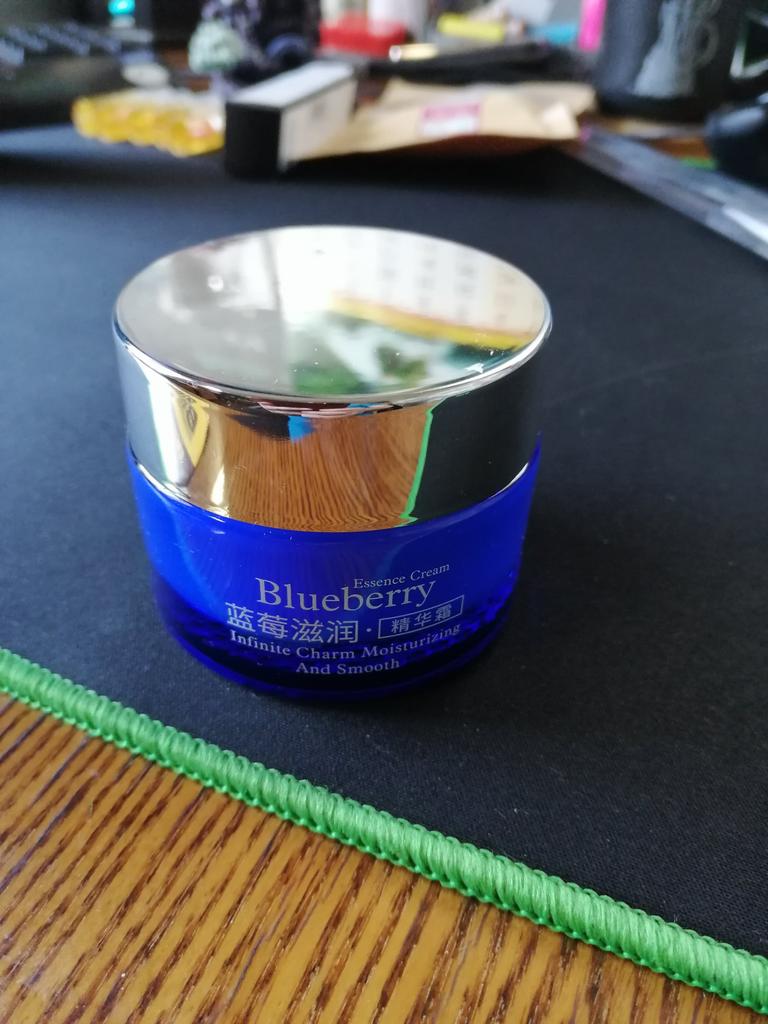 Essence Cream
Blueberry
蓝莓滋润·精华霜
Infinite Charm Moisturizing
And Smooth